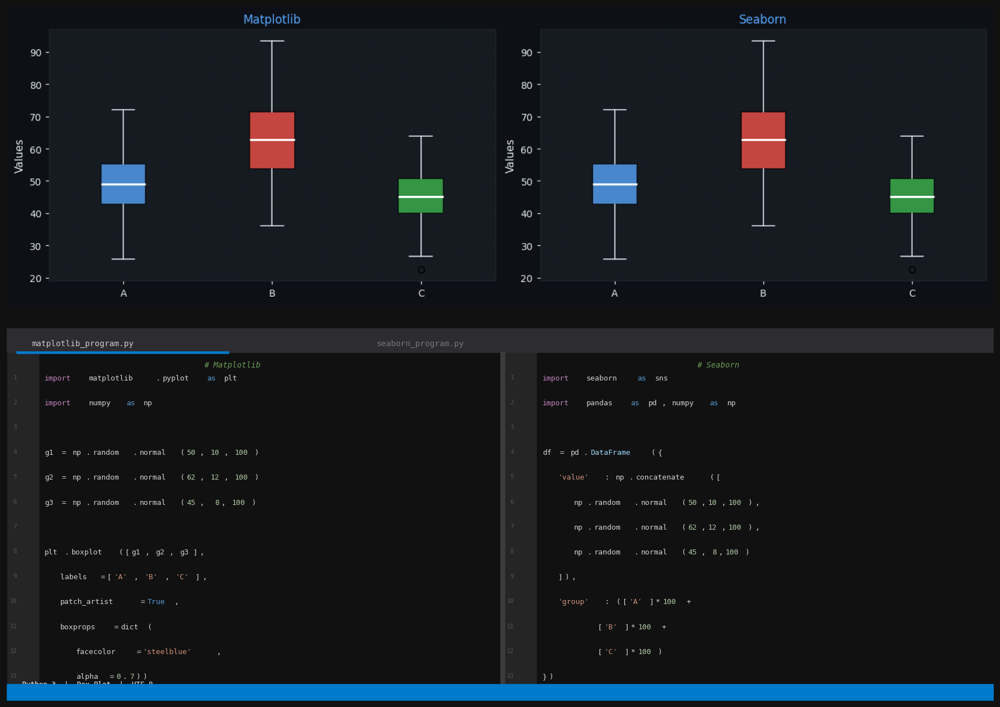 Matplotlib
90
80
70
60
50
40
30
20
Values
A B C
Seaborn
90
80
70
60
50
40
30
20
Values
A B C
matplotlib_program.py
seaborn_program.py
# Matplotlib
1 import matplotlib.pyplot as plt
2 import numpy as np
3
4 g1 = np.random.normal(50, 10, 100)
5 g2 = np.random.normal(62, 12, 100)
6 g3 = np.random.normal(45, 8, 100)
7
8 plt.boxplot([g1, g2, g3],
9 labels=['A', 'B', 'C'],
10 patch_artist=True,
11 boxprops=dict(
12 facecolor='steelblue',
13 alpha=0.7))
# Seaborn
1 import seaborn as sns
2 import pandas as pd, numpy as np
3
4 df = pd.DataFrame({
5 'value': np.concatenate([
6 np.random.normal(50,10,100),
7 np.random.normal(62,12,100),
8 np.random.normal(45, 8,100)
9 ]),
10 'group': (['A']*100 +
11 ['B']*100 +
12 ['C']*100)
13 })
Python 3 | Box Plot | UTF-8